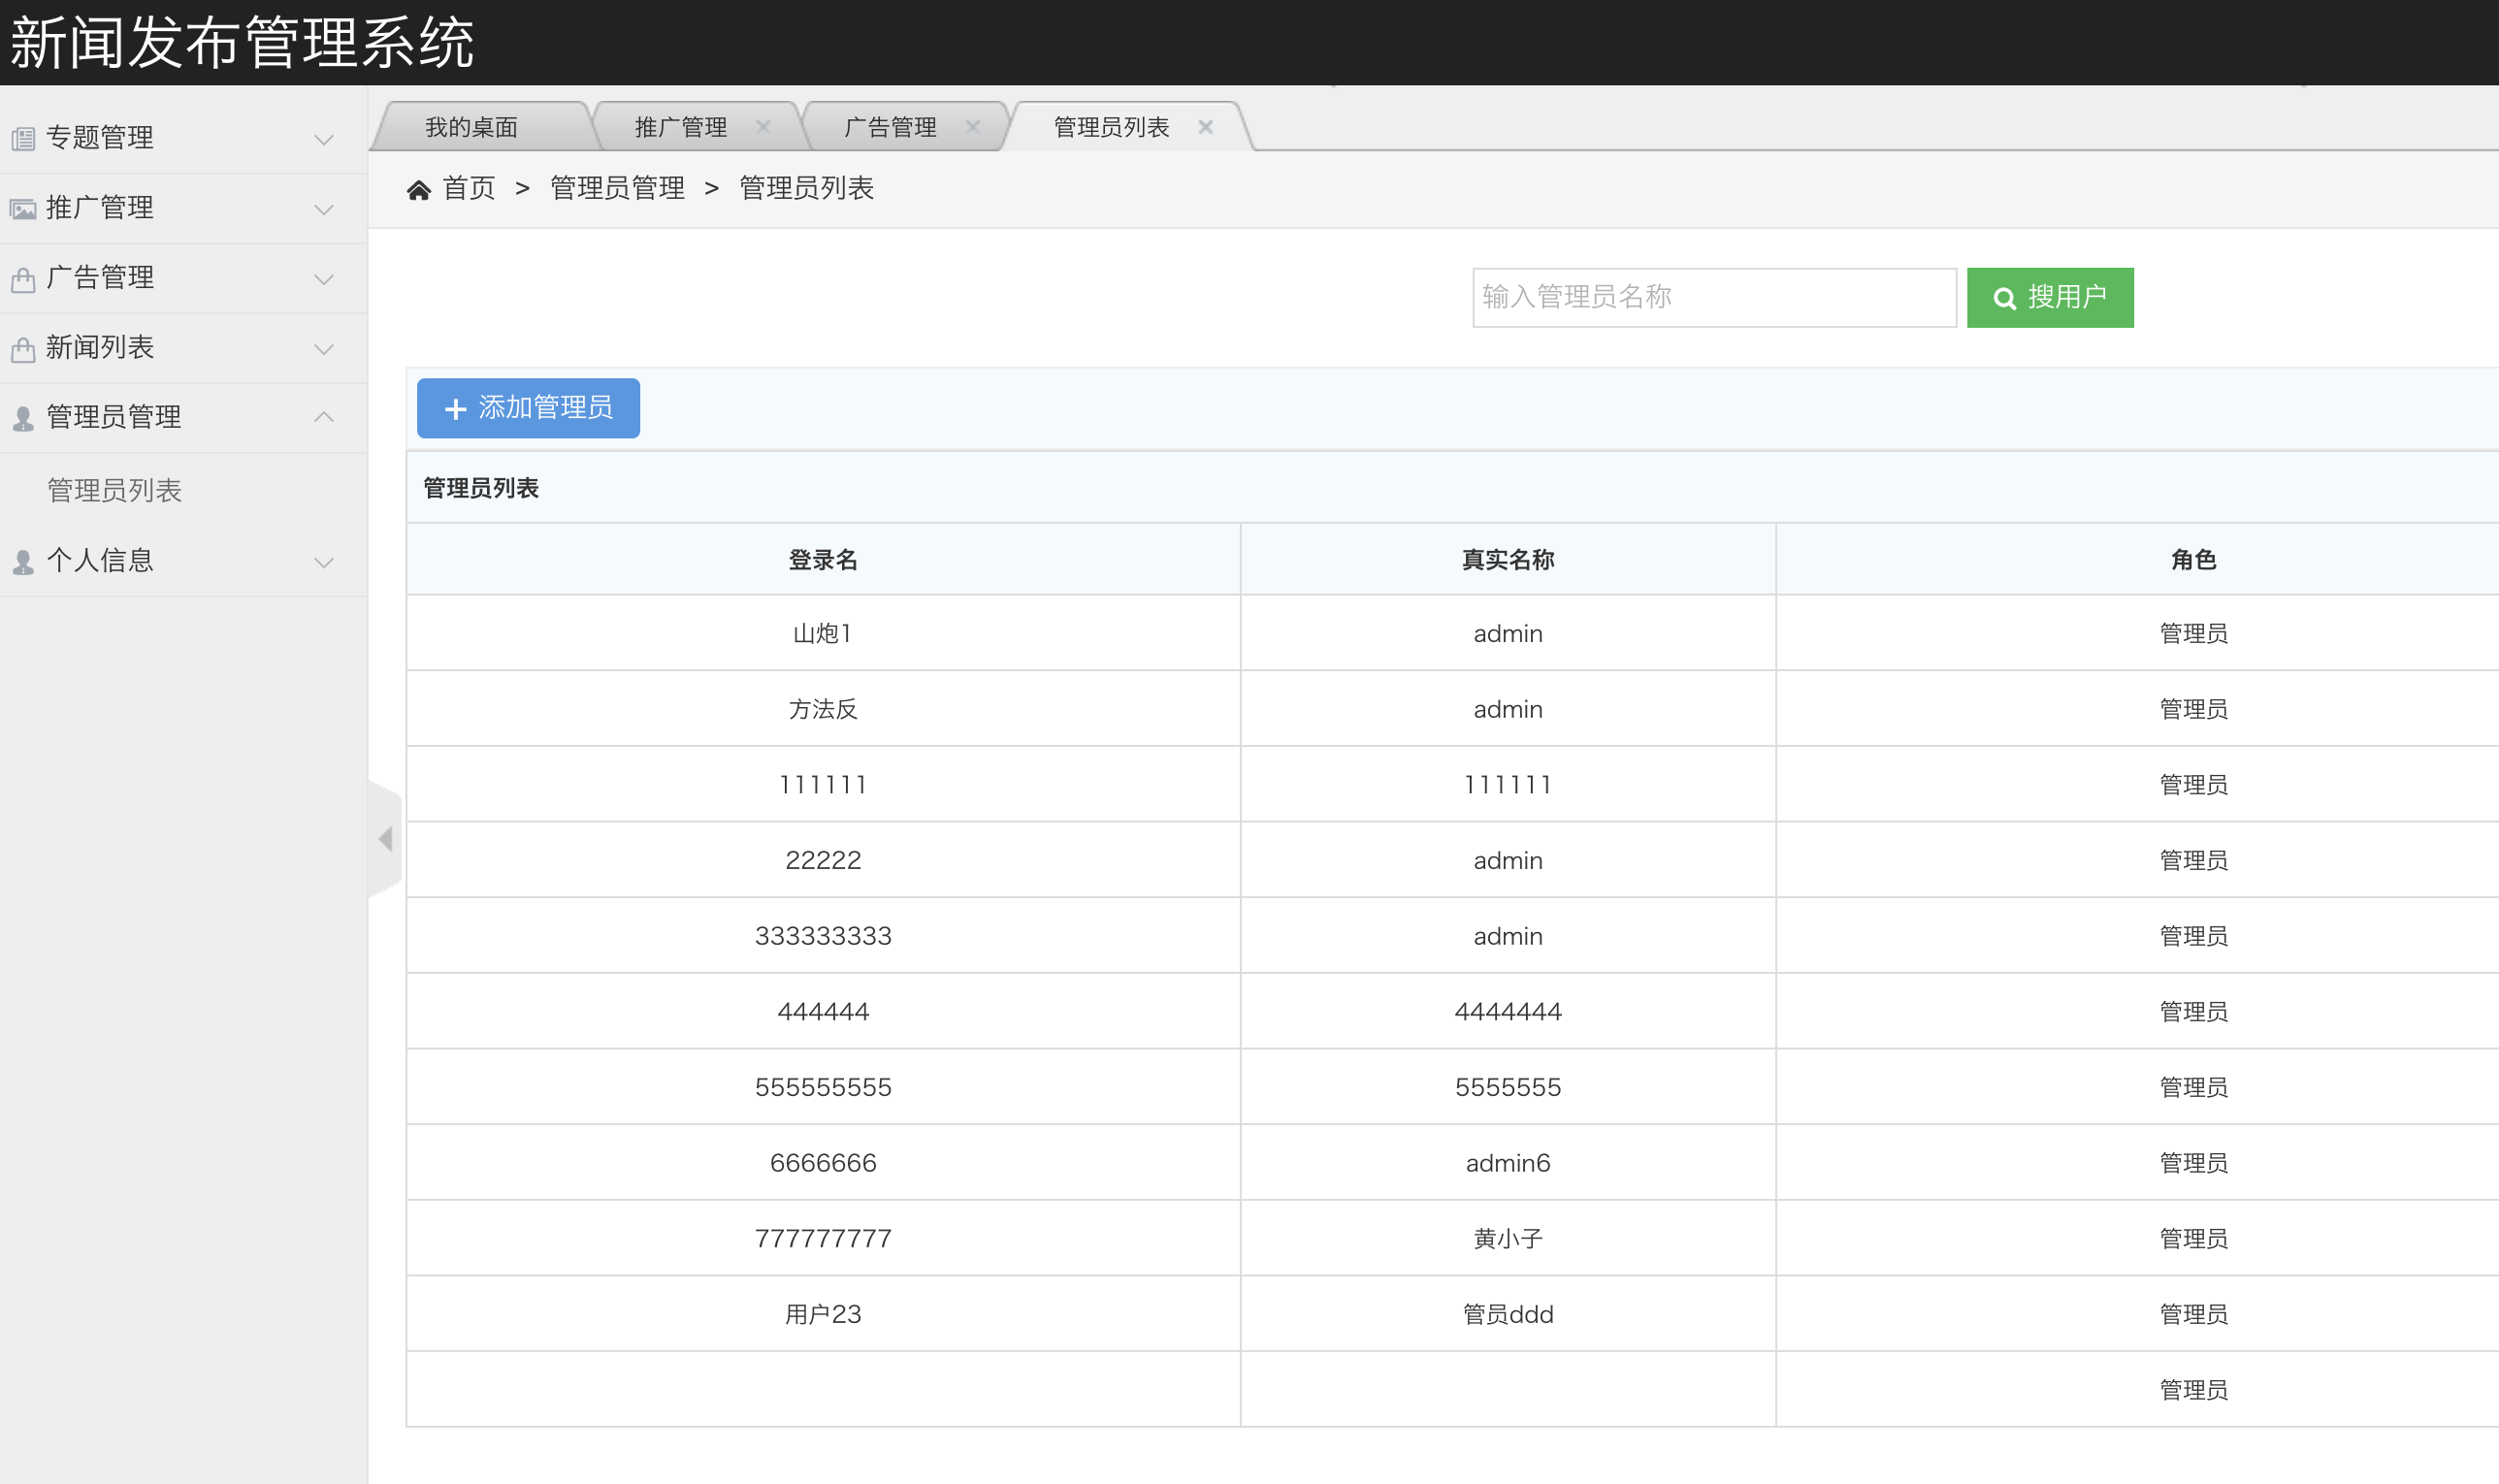 新闻发布管理系统
专题管理
推广管理
广告管理
新闻列表
管理员管理
管理员列表
个人信息
我的桌面 推广管理 广告管理 管理员列表
首页 > 管理员管理 > 管理员列表
输入管理员名称 搜用户
添加管理员
管理员列表
登录名 真实名称 角色
山炮1 admin 管理员
方法反 admin 管理员
111111 111111 管理员
22222 admin 管理员
333333333 admin 管理员
444444 4444444 管理员
555555555 5555555 管理员
6666666 admin6 管理员
777777777 黄小子 管理员
用户23 管员ddd 管理员
管理员